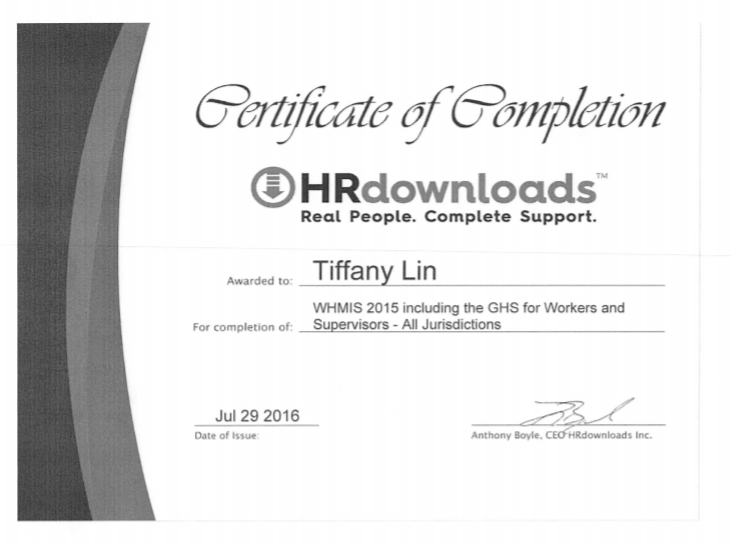 Certificate of Completion
HRdownloads™
Real People. Complete Support.
Awarded to: Tiffany Lin
For completion of: WHMIS 2015 including the GHS for Workers and
Supervisors - All Jurisdictions
Jul 29 2016
Date of Issue:
Anthony Boyle, CEO HRdownloads Inc.